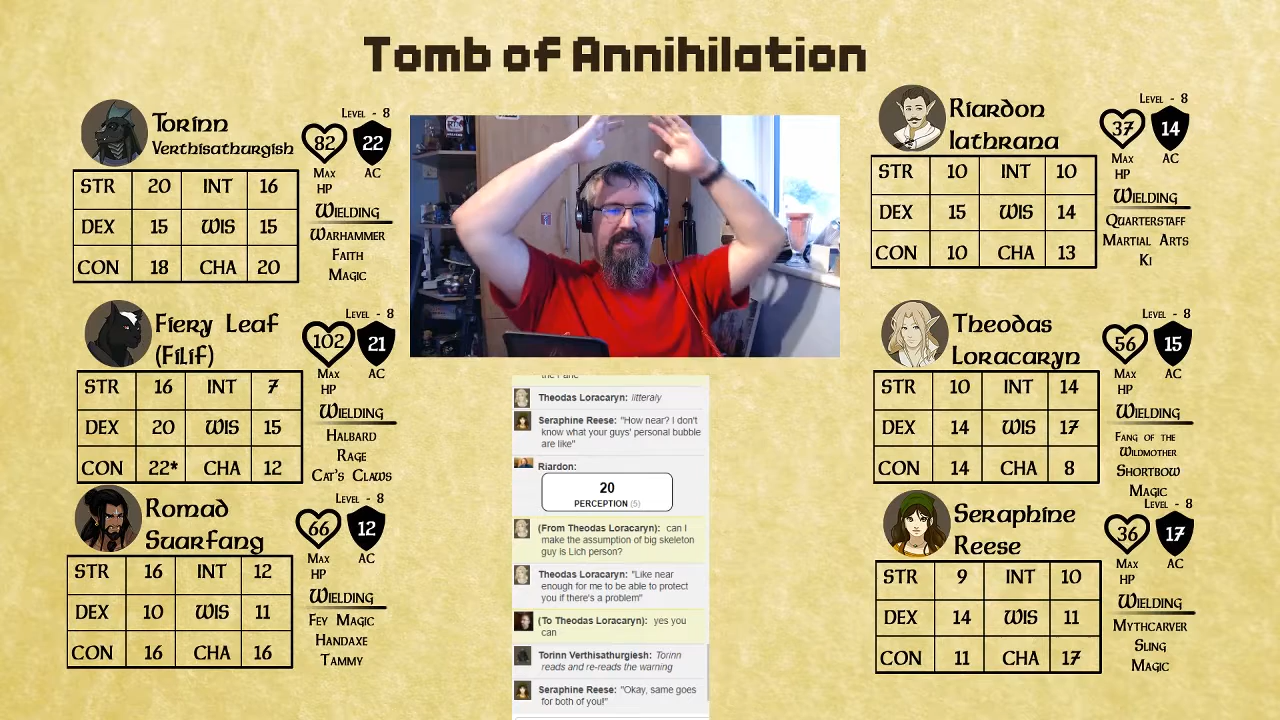 Tomb of Annihilation
Torinn
Verthisathurgish
Level - 8
82
22
Max
HP
AC
STR 20 INT 16
DEX 15 WIS 15
CON 18 CHA 20
Wielding
Warhammer
Faith
Magic
Fiery Leaf
(Filif)
Level - 8
102
21
Max
HP
AC
STR 16 INT 7
DEX 20 WIS 15
CON 22* CHA 12
Wielding
Halbard
Rage
Cat's Claws
Romad
Suarfang
Level - 8
66
12
Max
HP
AC
STR 16 INT 12
DEX 10 WIS 11
CON 16 CHA 16
Wielding
Fey Magic
Handaxe
Tammy
Theodas Loracaryn: litteraly
Seraphine Reese: "How near? I don't
know what your guys' personal bubble
are like"
Riardon:
20
PERCEPTION (5)
(From Theodas Loracaryn): can I
make the assumption of big skeleton
guy is Lich person?
Theodas Loracaryn: "Like near
enough for me to be able to protect
you if there's a problem"
(To Theodas Loracaryn): yes you
can
Torinn Verthisathurgiesh: Torinn
reads and re-reads the warning
Seraphine Reese: "Okay, same goes
for both of you!"
Riardon
Iathrana
Level - 8
37
14
Max
HP
AC
STR 10 INT 10
DEX 15 WIS 14
CON 10 CHA 13
Wielding
Quarterstaff
Martial Arts
Ki
Theodas
Loracaryn
Level - 8
56
15
Max
HP
AC
STR 10 INT 14
DEX 14 WIS 17
CON 14 CHA 8
Wielding
Fang of the
Wildmother
Shortbow
Magic
Seraphine
Reese
Level - 8
36
17
Max
HP
AC
STR 9 INT 10
DEX 14 WIS 11
CON 11 CHA 17
Wielding
Mythcarver
Sling
Magic